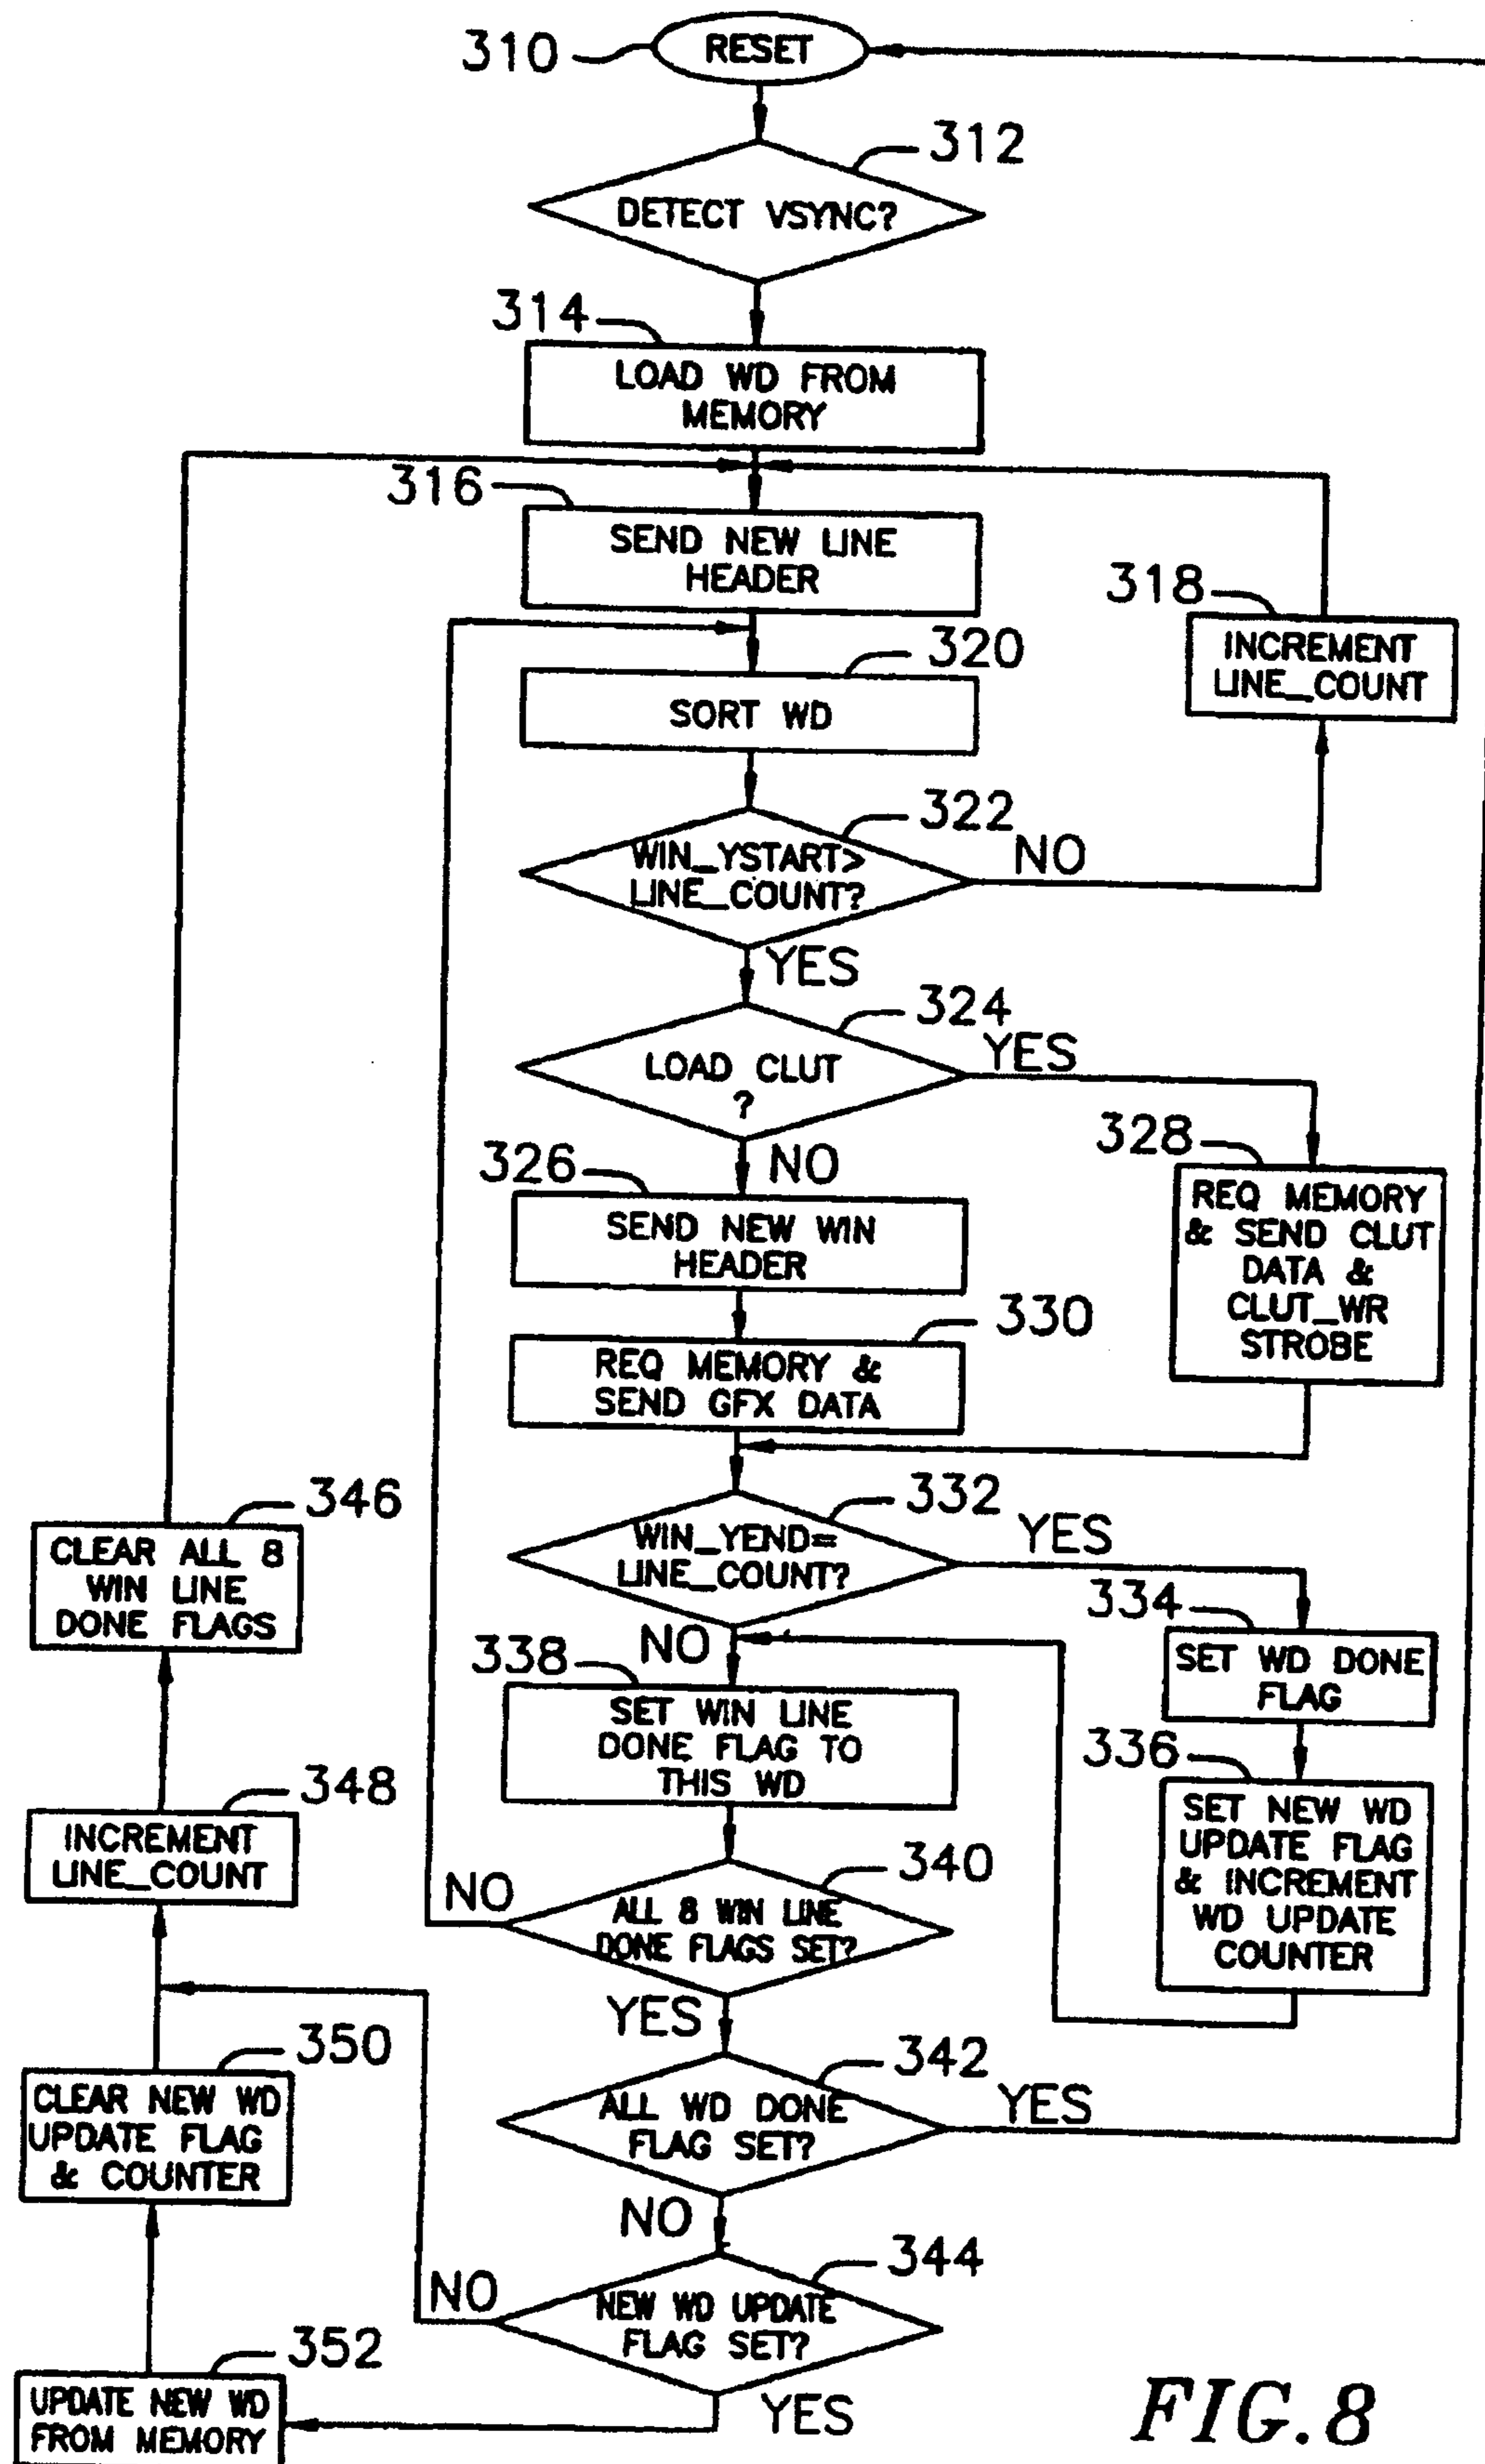 310
RESET
312
DETECT VSYNC?
314
LOAD WD FROM
MEMORY
316
SEND NEW LINE
HEADER
318
INCREMENT
LINE_COUNT
320
SORT WD
322
WIN_YSTART>
LINE_COUNT?
NO
YES
324
LOAD CLUT
?
YES
NO
326
SEND NEW WIN
HEADER
328
REQ MEMORY
& SEND CLUT
DATA &
CLUT_WR
STROBE
330
REQ MEMORY &
SEND GFX DATA
332
WIN_YEND=
LINE_COUNT?
YES
NO
334
SET WD DONE
FLAG
336
SET NEW WD
UPDATE FLAG
& INCREMENT
WD UPDATE
COUNTER
338
SET WIN LINE
DONE FLAG TO
THIS WD
340
ALL 8 WIN LINE
DONE FLAGS SET?
NO
YES
342
ALL WD DONE
FLAG SET?
YES
NO
344
NEW WD UPDATE
FLAG SET?
NO
YES
346
CLEAR ALL 8
WIN LINE
DONE FLAGS
348
INCREMENT
LINE_COUNT
350
CLEAR NEW WD
UPDATE FLAG
& COUNTER
352
UPDATE NEW WD
FROM MEMORY
FIG.8